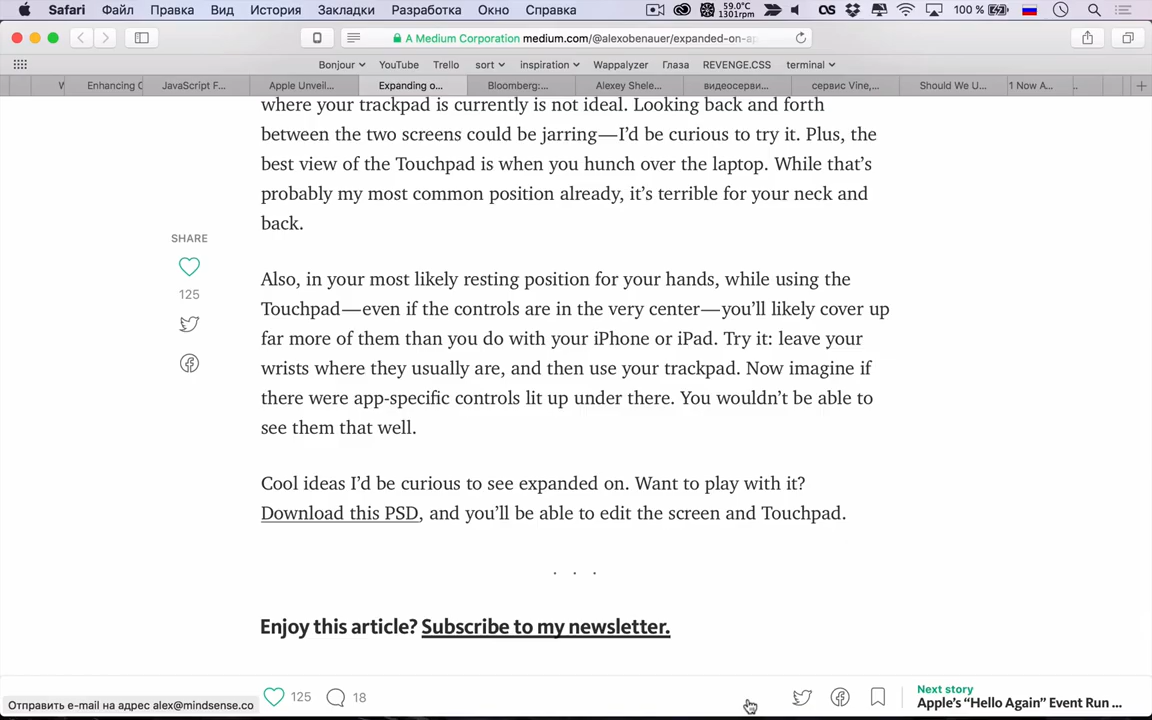 Safari Файл Правка Вид История Закладки Разработка Окно Справка 59.0°C 1301rpm 100 %
A Medium Corporation medium.com/@alexobenauer/expanded-on-ap
Bonjour YouTube Trello sort inspiration Wappalyzer Глаза REVENGE.CSS terminal
Enhancing JavaScript F... Apple Unveil... Expanding o... Bloomberg:... Alexey Shele... видеосерви... сервис Vine,... Should We U... 1 Now A...
where your trackpad is currently is not ideal. Looking back and forth
between the two screens could be jarring—I’d be curious to try it. Plus, the
best view of the Touchpad is when you hunch over the laptop. While that’s
probably my most common position already, it’s terrible for your neck and
back.
SHARE
125
Also, in your most likely resting position for your hands, while using the
Touchpad—even if the controls are in the very center—you’ll likely cover up
far more of them than you do with your iPhone or iPad. Try it: leave your
wrists where they usually are, and then use your trackpad. Now imagine if
there were app-specific controls lit up under there. You wouldn’t be able to
see them that well.
Cool ideas I’d be curious to see expanded on. Want to play with it?
Download this PSD, and you’ll be able to edit the screen and Touchpad.
. . .
Enjoy this article? Subscribe to my newsletter.
125 18
Next story
Apple’s “Hello Again” Event Run ...
Отправить e-mail на адрес alex@mindsense.co